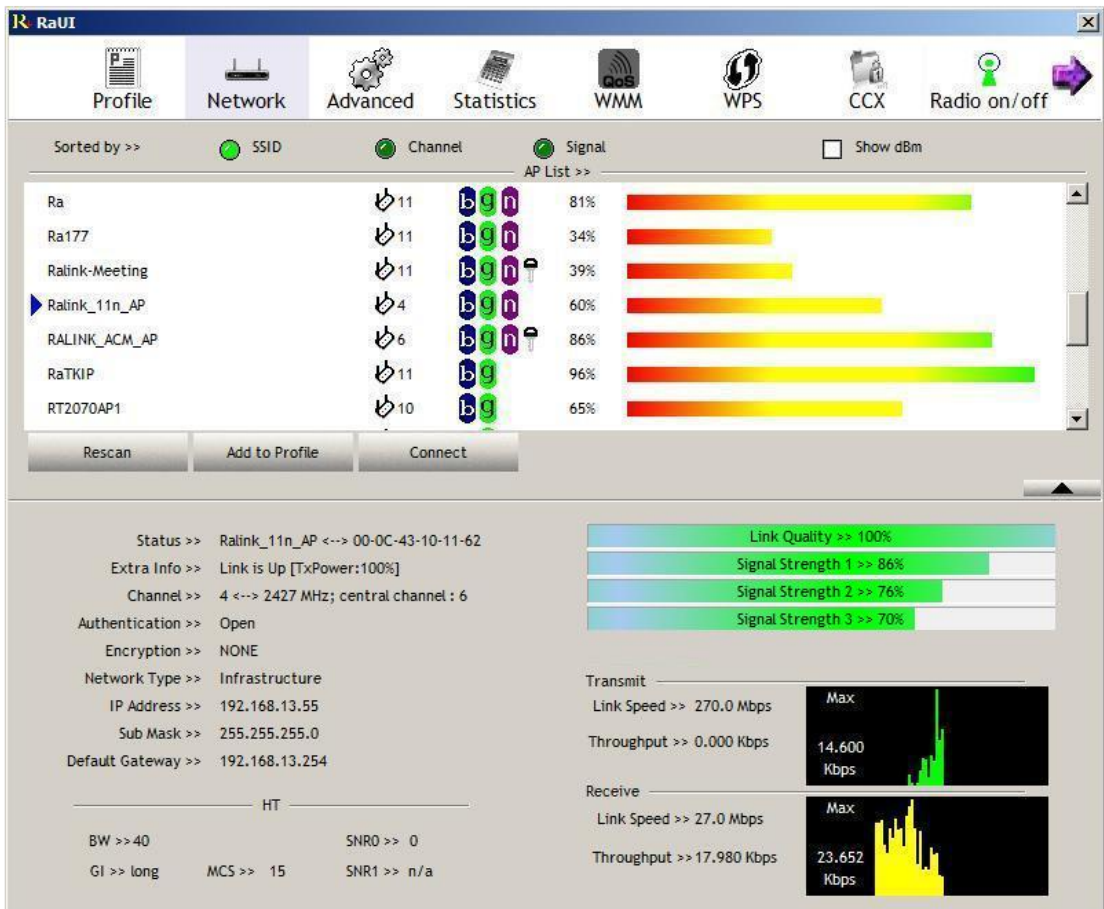 RaUI
Profile Network Advanced Statistics QoS WMM WPS CCX Radio on/off
Sorted by >> SSID Channel Signal Show dBm
AP List >>
Ra 11 b g n 81%
Ra177 11 b g n 34%
Ralink-Meeting 11 b g n 39%
Ralink_11n_AP 4 b g n 60%
RALINK_ACM_AP 6 b g n 86%
RaTKIP 11 b g 96%
RT2070AP1 10 b g 65%
Rescan Add to Profile Connect
Status >> Ralink_11n_AP <--> 00-0C-43-10-11-62
Extra Info >> Link is Up [TxPower:100%]
Channel >> 4 <--> 2427 MHz; central channel : 6
Authentication >> Open
Encryption >> NONE
Network Type >> Infrastructure
IP Address >> 192.168.13.55
Sub Mask >> 255.255.255.0
Default Gateway >> 192.168.13.254
HT
BW >> 40 SNR0 >> 0
GI >> long MCS >> 15 SNR1 >> n/a
Link Quality >> 100%
Signal Strength 1 >> 86%
Signal Strength 2 >> 76%
Signal Strength 3 >> 70%
Transmit
Link Speed >> 270.0 Mbps
Throughput >> 0.000 Kbps
Max
14.600
Kbps
Receive
Link Speed >> 27.0 Mbps
Throughput >> 17.980 Kbps
Max
23.652
Kbps